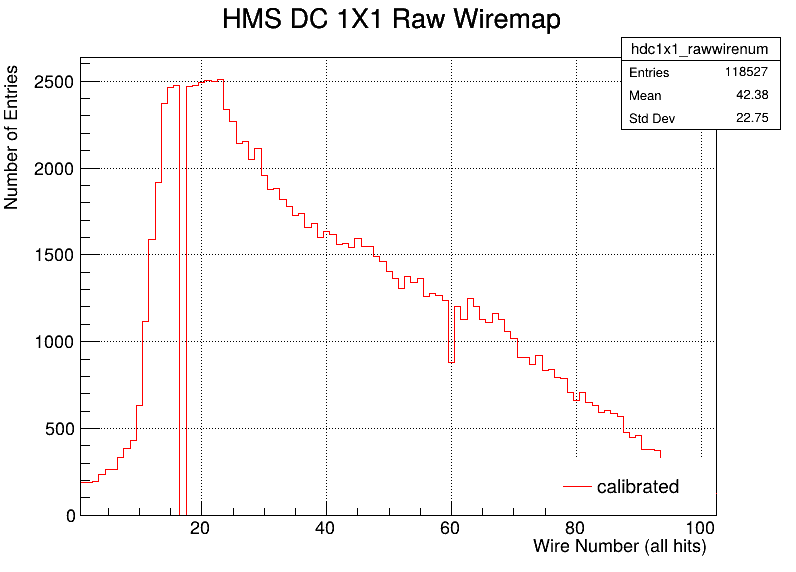 HMS DC 1X1 Raw Wiremap
hdc1x1_rawwirenum
Entries 118527
Mean 42.38
Std Dev 22.75
Number of Entries
2500
2000
1500
1000
500
0
20 40 60 80 100
calibrated
Wire Number (all hits)